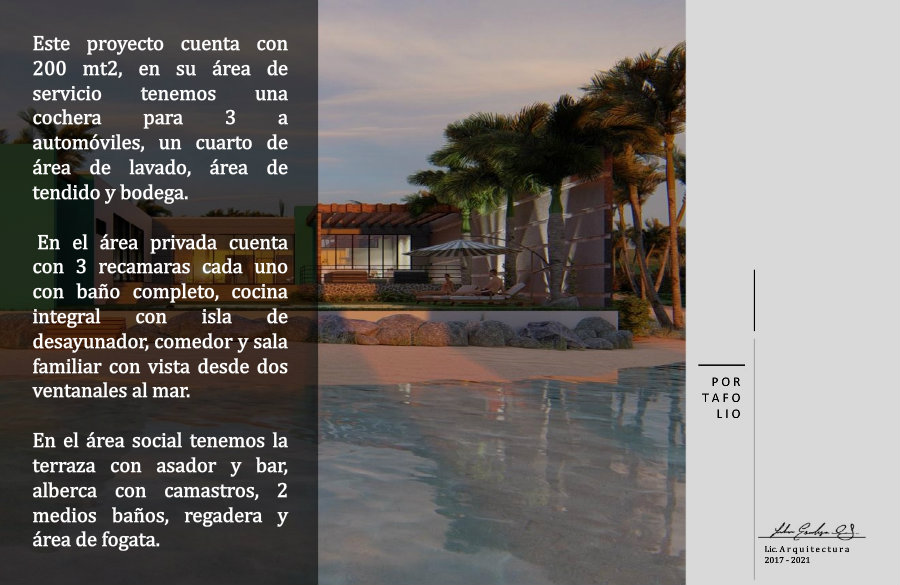 Este proyecto cuenta con
200 mt2, en su área de
servicio tenemos una
cochera para 3 a
automóviles, un cuarto de
área de lavado, área de
tendido y bodega.
En el área privada cuenta
con 3 recamaras cada uno
con baño completo, cocina
integral con isla de
desayunador, comedor y sala
familiar con vista desde dos
ventanales al mar.
En el área social tenemos la
terraza con asador y bar,
alberca con camastros, 2
medios baños, regadera y
área de fogata.
POR
TAFO
LIO
Lic. Arquitectura
2017 - 2021